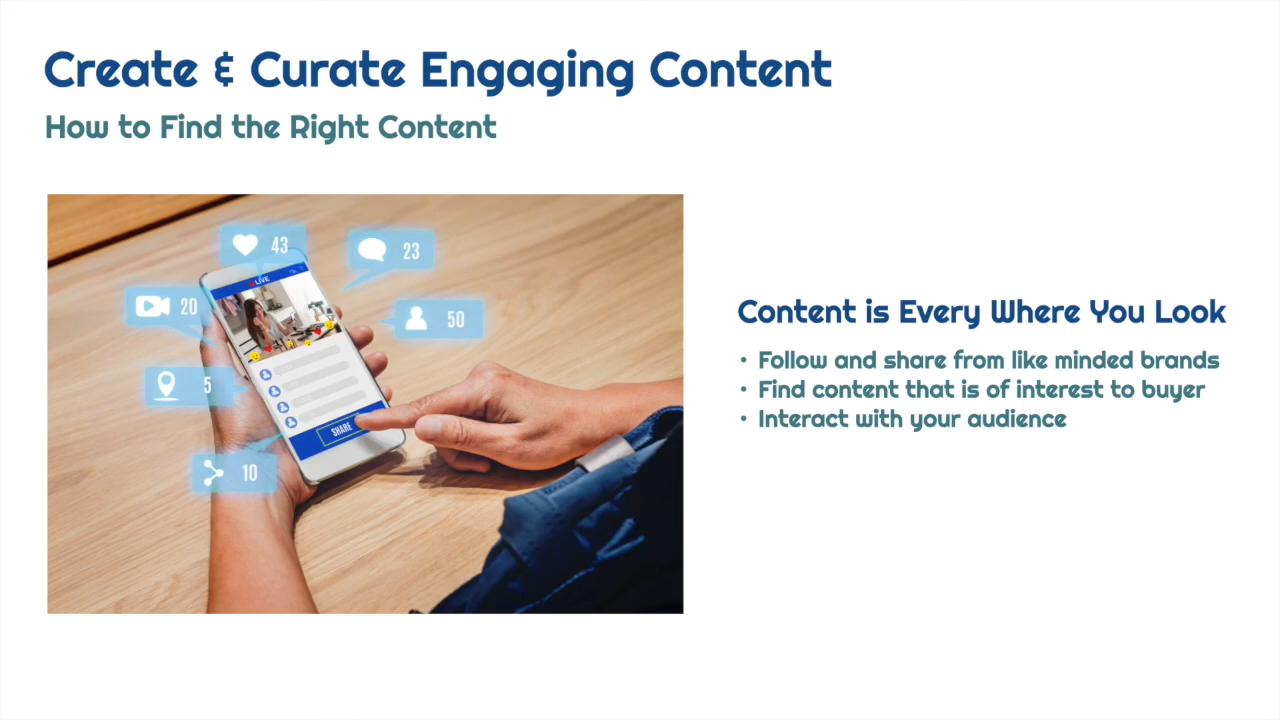 Create & Curate Engaging Content
How to Find the Right Content
43
23
LIVE
20
50
5
SHARE
10
Content is Every Where You Look
• Follow and share from like minded brands
• Find content that is of interest to buyer
• Interact with your audience